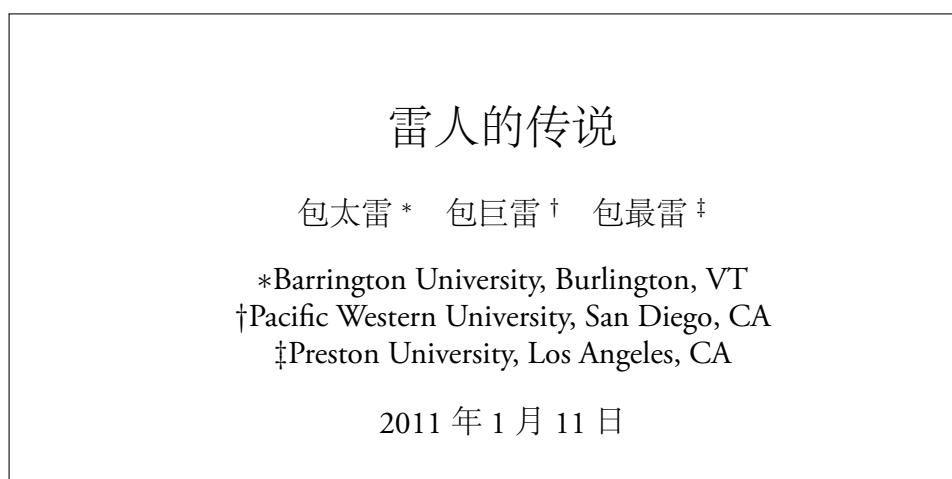 雷人的传说
包太雷 * 包巨雷 † 包最雷 ‡
*Barrington University, Burlington, VT
†Pacific Western University, San Diego, CA
‡Preston University, Los Angeles, CA
2011 年 1 月 11 日